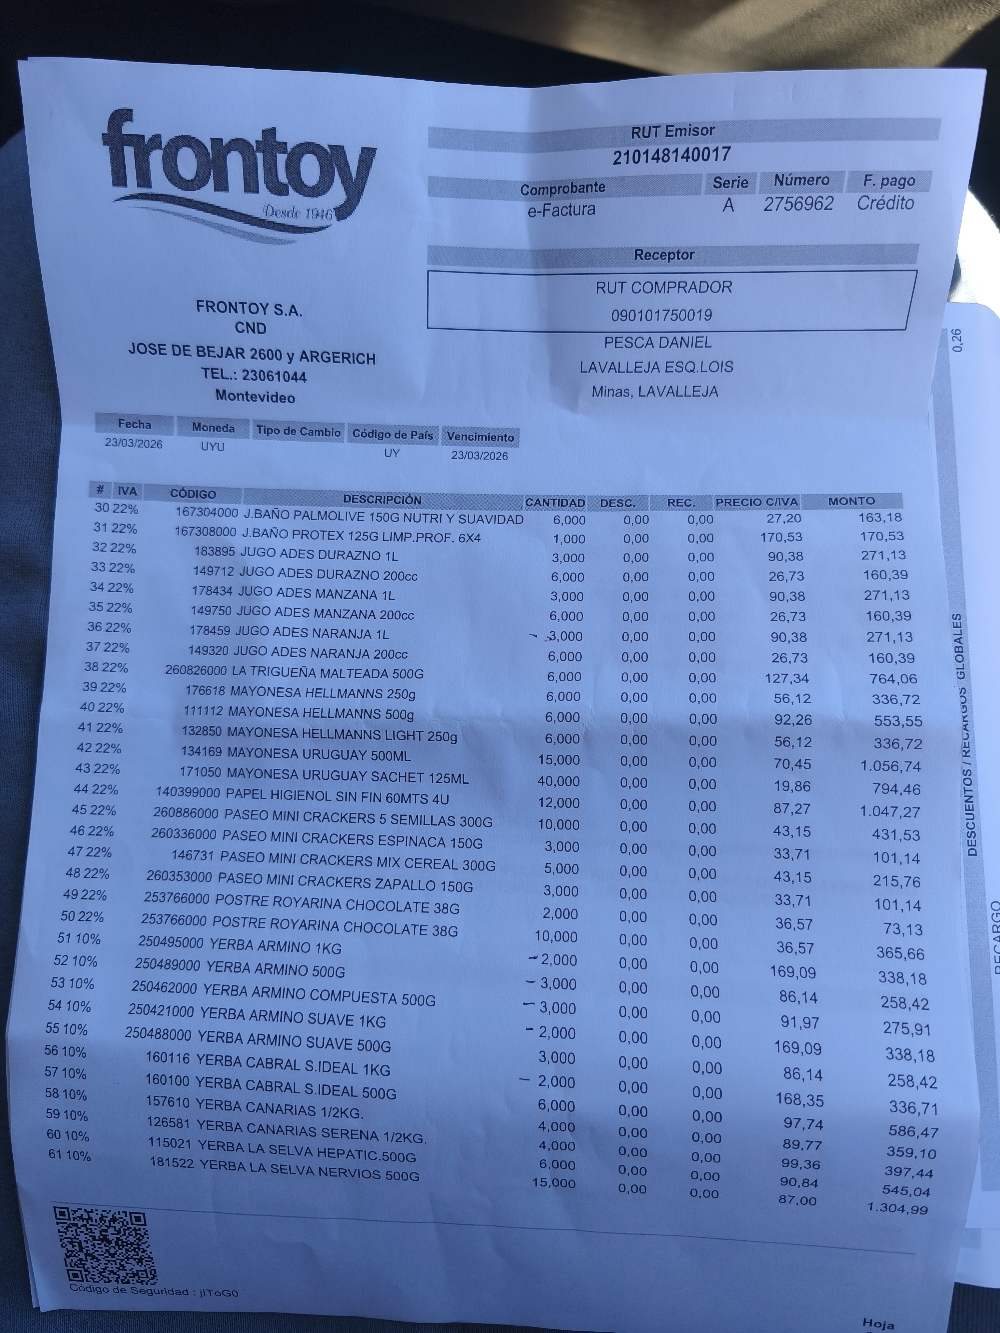 frontoy
Desde 1946
RUT Emisor
210148140017
Comprobante Serie Número F. pago
e-Factura A 2756962 Crédito
Receptor
RUT COMPRADOR
090101750019
PESCA DANIEL
LAVALLEJA ESQ.LOIS
Minas, LAVALLEJA
FRONTOY S.A.
CND
JOSE DE BEJAR 2600 y ARGERICH
TEL.: 23061044
Montevideo
Fecha Moneda Tipo de Cambio Código de País Vencimiento
23/03/2026 UYU UY 23/03/2026
# IVA CÓDIGO DESCRIPCIÓN CANTIDAD DESC. REC. PRECIO C/IVA MONTO
30 22% 167304000 J.BAÑO PALMOLIVE 150G NUTRI Y SUAVIDAD 6,000 0,00 0,00 27,20 163,18
31 22% 167308000 J.BAÑO PROTEX 125G LIMP.PROF. 6X4 1,000 0,00 0,00 170,53 170,53
32 22% 183895 JUGO ADES DURAZNO 1L 3,000 0,00 0,00 90,38 271,13
33 22% 149712 JUGO ADES DURAZNO 200cc 6,000 0,00 0,00 26,73 160,39
34 22% 178434 JUGO ADES MANZANA 1L 3,000 0,00 0,00 90,38 271,13
35 22% 149750 JUGO ADES MANZANA 200cc 6,000 0,00 0,00 26,73 160,39
36 22% 178459 JUGO ADES NARANJA 1L 3,000 0,00 0,00 90,38 271,13
37 22% 149320 JUGO ADES NARANJA 200cc 6,000 0,00 0,00 26,73 160,39
38 22% 260826000 LA TRIGUEÑA MALTEADA 500G 6,000 0,00 0,00 127,34 764,06
39 22% 176618 MAYONESA HELLMANNS 250g 6,000 0,00 0,00 56,12 336,72
40 22% 111112 MAYONESA HELLMANNS 500g 6,000 0,00 0,00 92,26 553,55
41 22% 132850 MAYONESA HELLMANNS LIGHT 250g 6,000 0,00 0,00 56,12 336,72
42 22% 134169 MAYONESA URUGUAY 500ML 15,000 0,00 0,00 70,45 1.056,74
43 22% 171050 MAYONESA URUGUAY SACHET 125ML 40,000 0,00 0,00 19,86 794,46
44 22% 140399000 PAPEL HIGIENOL SIN FIN 60MTS 4U 12,000 0,00 0,00 87,27 1.047,27
45 22% 260886000 PASEO MINI CRACKERS 5 SEMILLAS 300G 10,000 0,00 0,00 43,15 431,53
46 22% 260336000 PASEO MINI CRACKERS ESPINACA 150G 3,000 0,00 0,00 33,71 101,14
47 22% 146731 PASEO MINI CRACKERS MIX CEREAL 300G 5,000 0,00 0,00 43,15 215,76
48 22% 260353000 PASEO MINI CRACKERS ZAPALLO 150G 3,000 0,00 0,00 33,71 101,14
49 22% 253766000 POSTRE ROYARINA CHOCOLATE 38G 2,000 0,00 0,00 36,57 73,13
50 22% 253766000 POSTRE ROYARINA CHOCOLATE 38G 10,000 0,00 0,00 36,57 365,66
51 10% 250495000 YERBA ARMINO 1KG 2,000 0,00 0,00 169,09 338,18
52 10% 250489000 YERBA ARMINO 500G 3,000 0,00 0,00 86,14 258,42
53 10% 250462000 YERBA ARMINO COMPUESTA 500G 3,000 0,00 0,00 91,97 275,91
54 10% 250421000 YERBA ARMINO SUAVE 1KG 2,000 0,00 0,00 169,09 338,18
55 10% 250488000 YERBA ARMINO SUAVE 500G 3,000 0,00 0,00 86,14 258,42
56 10% 160116 YERBA CABRAL S.IDEAL 1KG 2,000 0,00 0,00 168,35 336,71
57 10% 160100 YERBA CABRAL S.IDEAL 500G 6,000 0,00 0,00 97,74 586,47
58 10% 157610 YERBA CANARIAS 1/2KG. 4,000 0,00 0,00 89,77 359,10
59 10% 126581 YERBA CANARIAS SERENA 1/2KG. 4,000 0,00 0,00 99,36 397,44
60 10% 115021 YERBA LA SELVA HEPATIC.500G 6,000 0,00 0,00 90,84 545,04
61 10% 181522 YERBA LA SELVA NERVIOS 500G 15,000 0,00 0,00 87,00 1.304,99
Código de Seguridad : jIToG0
Hoja
0,26
DESCUENTOS / RECARGOS GLOBALES
RECARGO